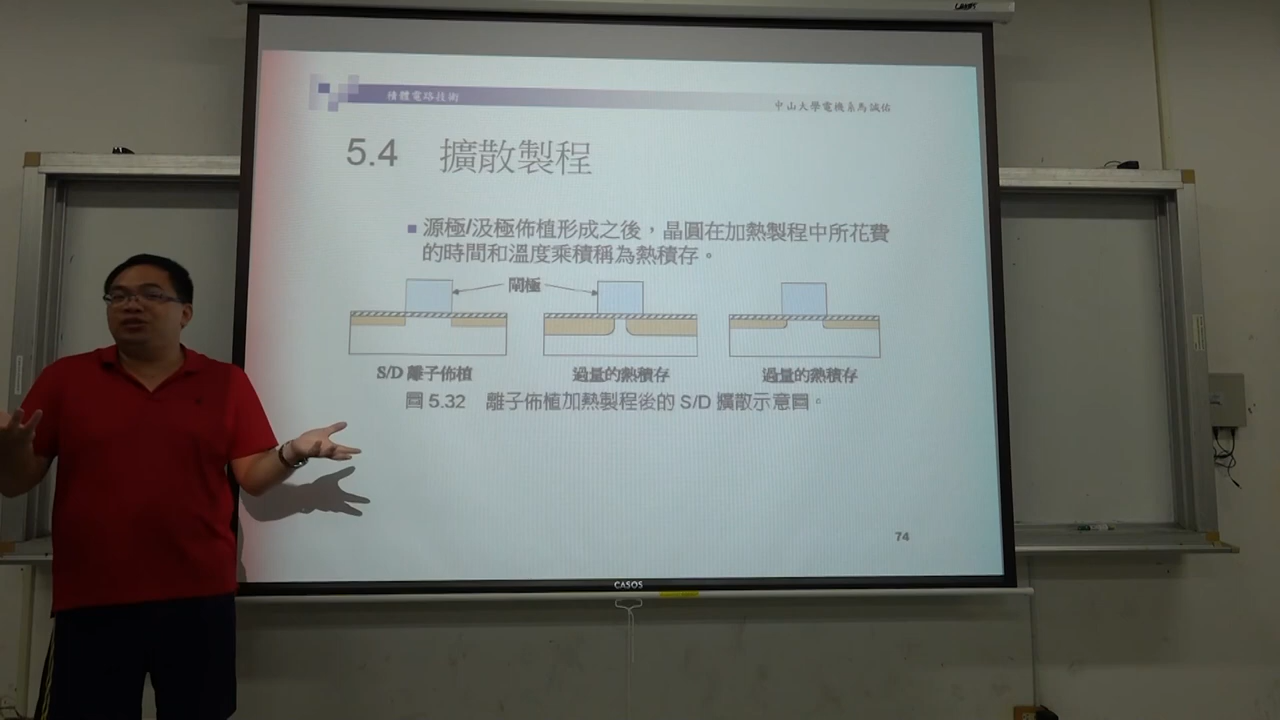 積體電路技術
中山大學電機系馬誠佑
5.4 擴散製程
源極/汲極佈植形成之後，晶圓在加熱製程中所花費
的時間和溫度乘積稱為熱積存。
閘極
S/D 離子佈植
過量的熱積存
過量的熱積存
圖 5.32 離子佈植加熱製程後的 S/D 擴散示意圖。
74
CASOS